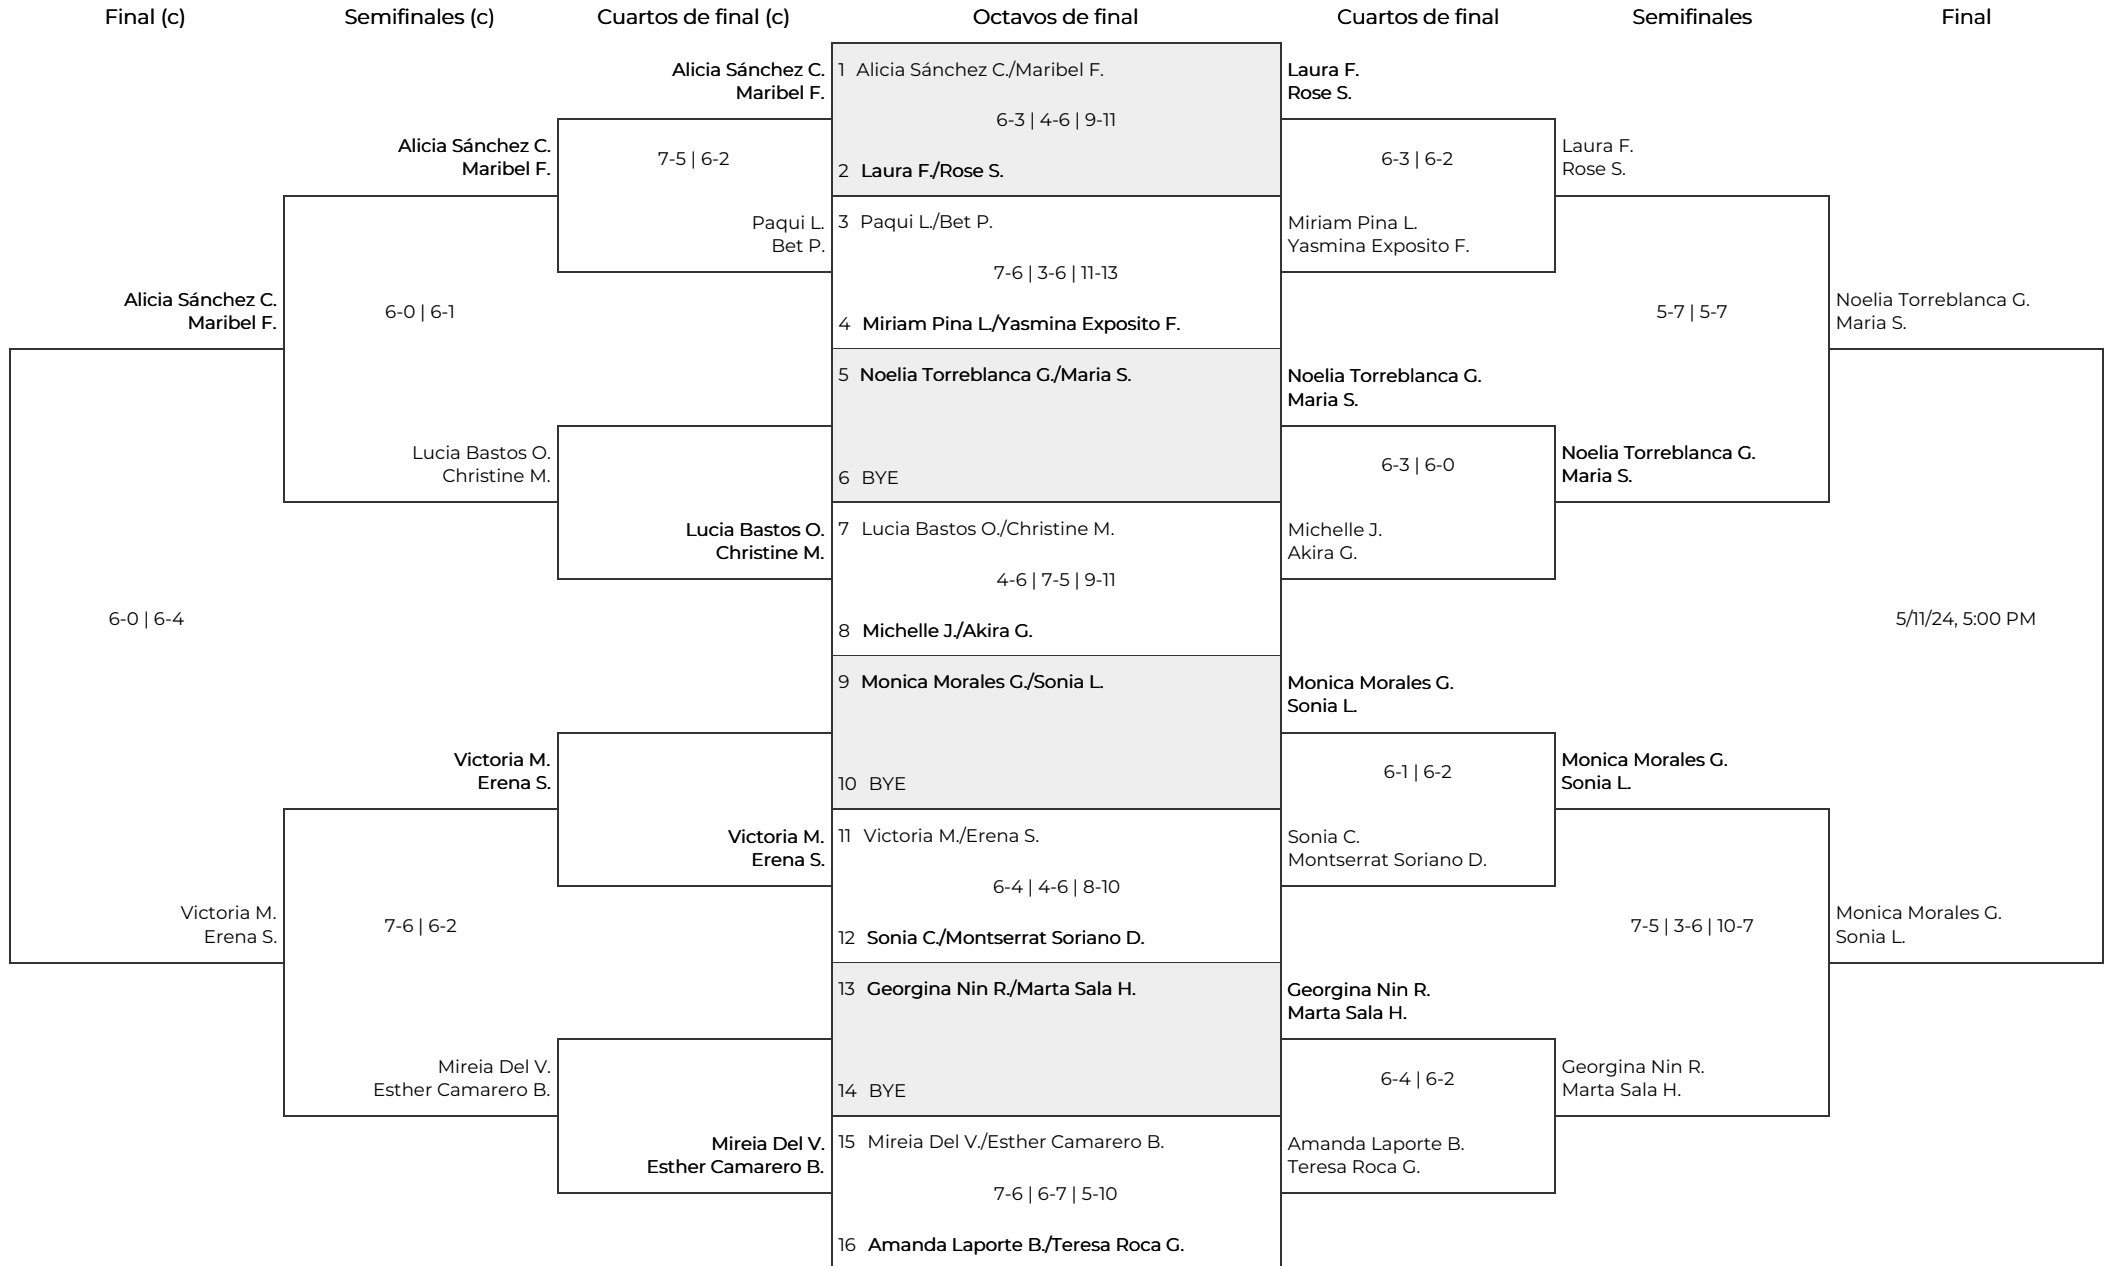 Final (c)
Semifinales (c)
Cuartos de final (c)
Octavos de final
Cuartos de final
Semifinales
Final
Alicia Sánchez C.
Maribel F.
6-0 | 6-4
Victoria M.
Erena S.
Alicia Sánchez C.
Maribel F.
6-0 | 6-1
Lucia Bastos O.
Christine M.
Victoria M.
Erena S.
7-6 | 6-2
Mireia Del V.
Esther Camarero B.
Alicia Sánchez C.
Maribel F.
7-5 | 6-2
Paqui L.
Bet P.
Lucia Bastos O.
Christine M.
Victoria M.
Erena S.
Mireia Del V.
Esther Camarero B.
1 Alicia Sánchez C./Maribel F.
6-3 | 4-6 | 9-11
2 Laura F./Rose S.
3 Paqui L./Bet P.
7-6 | 3-6 | 11-13
4 Miriam Pina L./Yasmina Exposito F.
5 Noelia Torreblanca G./Maria S.
6 BYE
7 Lucia Bastos O./Christine M.
4-6 | 7-5 | 9-11
8 Michelle J./Akira G.
9 Monica Morales G./Sonia L.
10 BYE
11 Victoria M./Erena S.
6-4 | 4-6 | 8-10
12 Sonia C./Montserrat Soriano D.
13 Georgina Nin R./Marta Sala H.
14 BYE
15 Mireia Del V./Esther Camarero B.
7-6 | 6-7 | 5-10
16 Amanda Laporte B./Teresa Roca G.
Laura F.
Rose S.
6-3 | 6-2
Miriam Pina L.
Yasmina Exposito F.
Noelia Torreblanca G.
Maria S.
6-3 | 6-0
Michelle J.
Akira G.
Monica Morales G.
Sonia L.
6-1 | 6-2
Sonia C.
Montserrat Soriano D.
Georgina Nin R.
Marta Sala H.
6-4 | 6-2
Amanda Laporte B.
Teresa Roca G.
Laura F.
Rose S.
5-7 | 5-7
Noelia Torreblanca G.
Maria S.
Monica Morales G.
Sonia L.
7-5 | 3-6 | 10-7
Georgina Nin R.
Marta Sala H.
Noelia Torreblanca G.
Maria S.
5/11/24, 5:00 PM
Monica Morales G.
Sonia L.